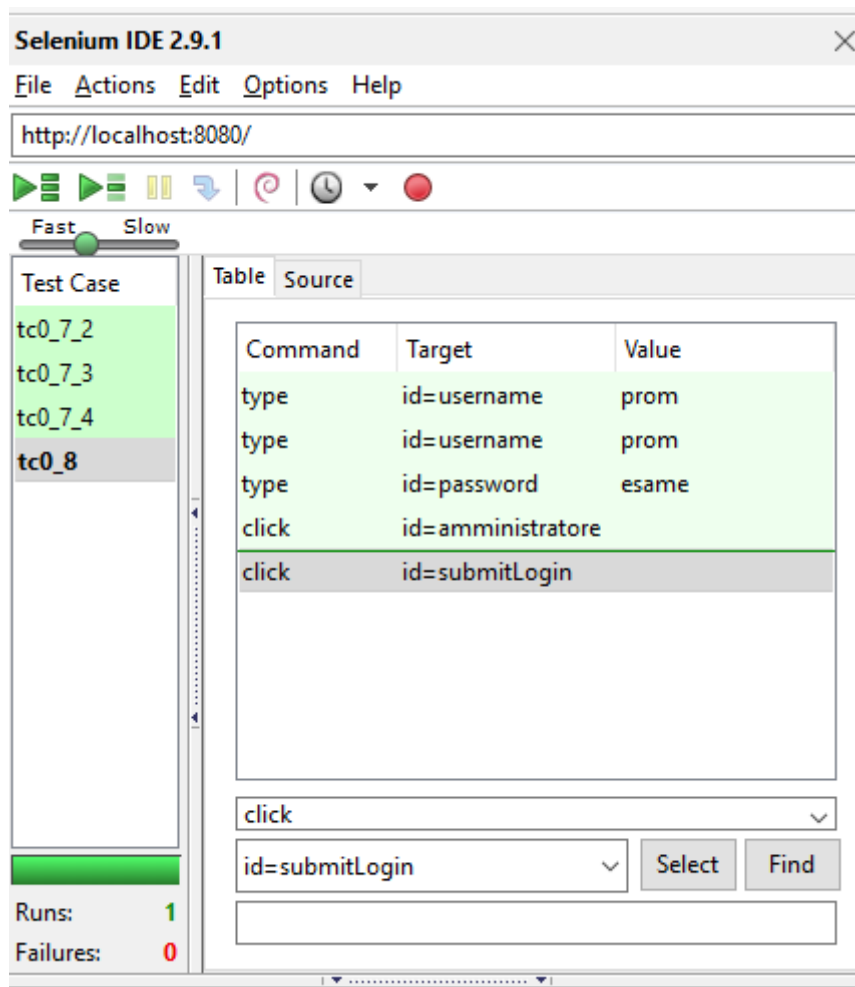 Selenium IDE 2.9.1
File Actions Edit Options Help
http://localhost:8080/
Fast Slow
Test Case
tc0_7_2
tc0_7_3
tc0_7_4
tc0_8
Table Source
Command Target Value
type id=username prom
type id=username prom
type id=password esame
click id=amministratore
click id=submitLogin
click
id=submitLogin Select Find
Runs: 1
Failures: 0